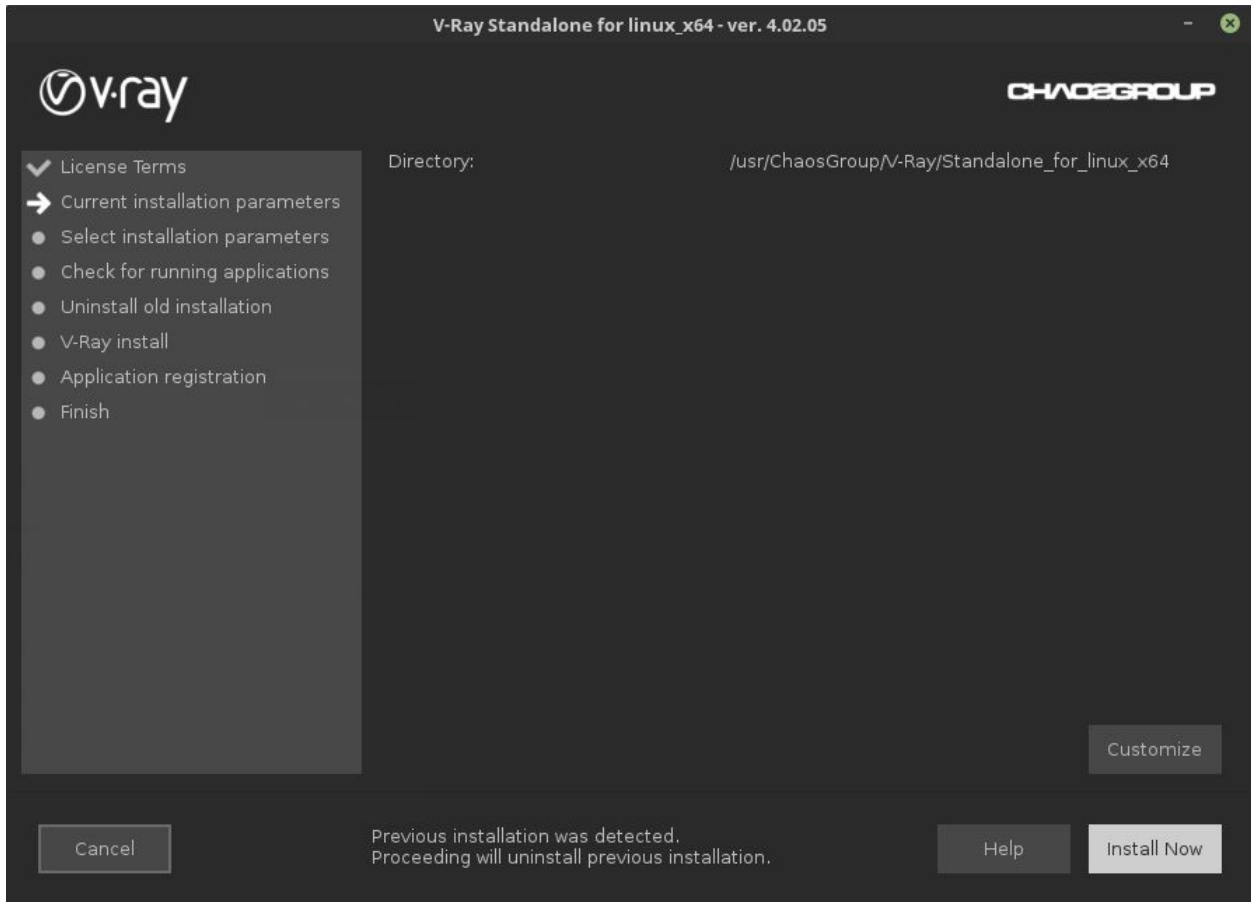 V-Ray Standalone for linux_x64 - ver. 4.02.05
v·ray
CHAOSGROUP
License Terms
Current installation parameters
Select installation parameters
Check for running applications
Uninstall old installation
V-Ray install
Application registration
Finish
Directory:
/usr/ChaosGroup/V-Ray/Standalone_for_linux_x64
Customize
Cancel
Previous installation was detected.
Proceeding will uninstall previous installation.
Help
Install Now